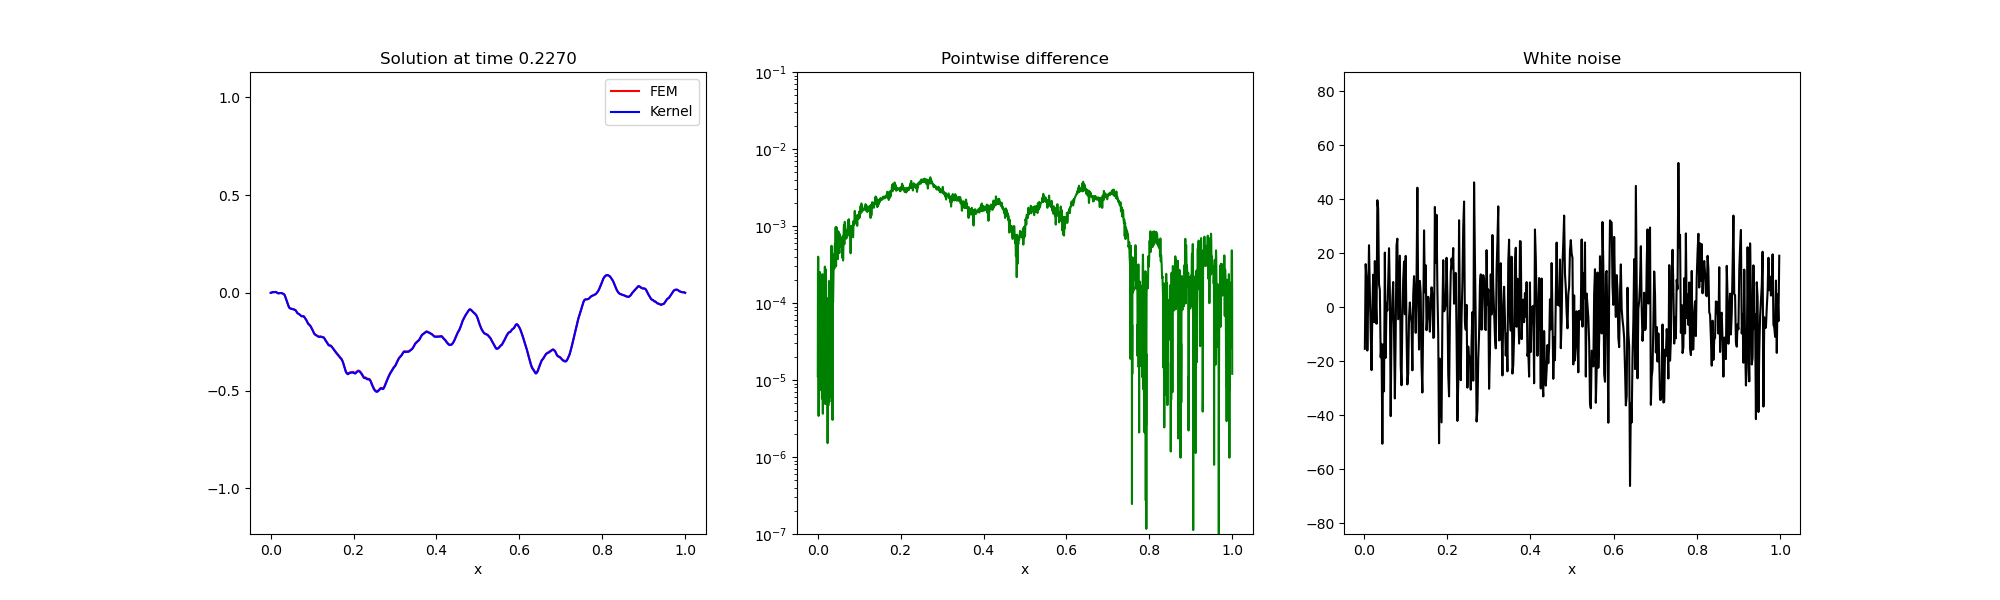 Solution at time 0.2270
1.0
0.5
0.0
−0.5
−1.0
0.0 0.2 0.4 0.6 0.8 1.0
x
FEM
Kernel
Pointwise difference
10⁻¹
10⁻²
10⁻³
10⁻⁴
10⁻⁵
10⁻⁶
10⁻⁷
0.0 0.2 0.4 0.6 0.8 1.0
x
White noise
80
60
40
20
0
−20
−40
−60
−80
0.0 0.2 0.4 0.6 0.8 1.0
x